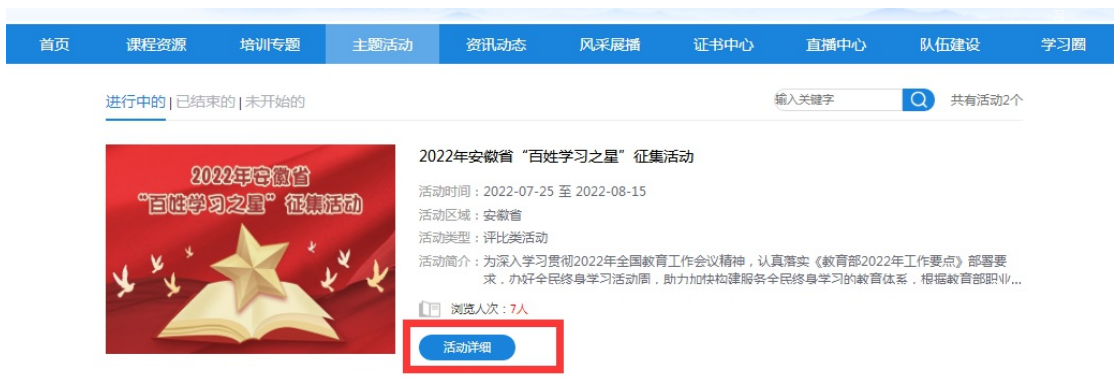 首页 课程资源 培训专题 主题活动 资讯动态 风采展播 证书中心 直播中心 队伍建设 学习圈
进行中的 | 已结束的 | 未开始的 输入关键字 共有活动2个
2022年安徽省
“百姓学习之星”征集活动
2022年安徽省“百姓学习之星”征集活动
活动时间：2022-07-25 至 2022-08-15
活动区域：安徽省
活动类型：评比类活动
活动简介：为深入学习贯彻2022年全国教育工作会议精神，认真落实《教育部2022年工作要点》部署要
求，办好全民终身学习活动周，助力加快构建服务全民终身学习的教育体系，根据教育部职业...
浏览人次：7人
活动详细